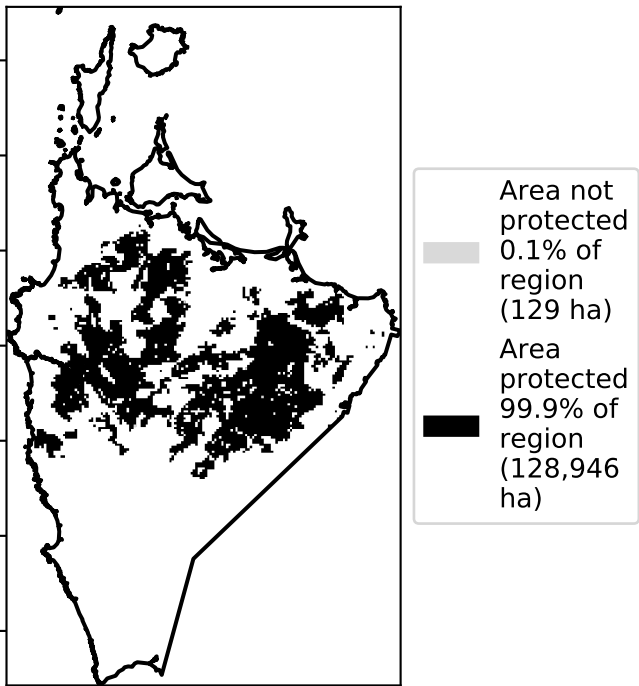 Area not
protected
0.1% of
region
(129 ha)
Area
protected
99.9% of
region
(128,946
ha)